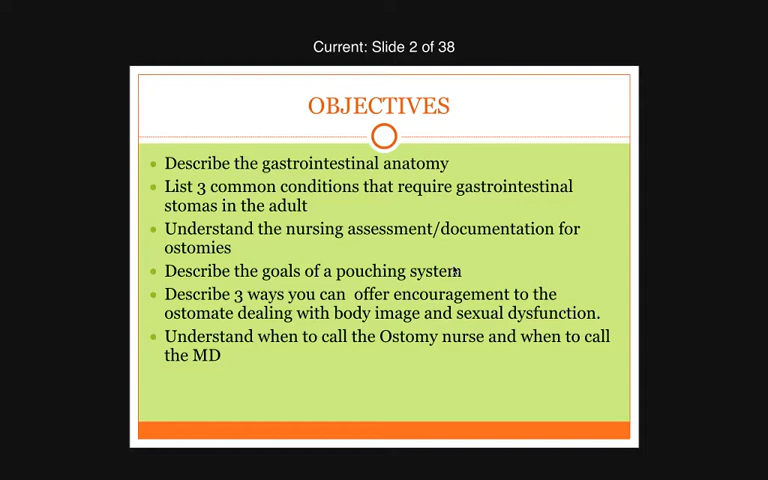 Current: Slide 2 of 38
OBJECTIVES
Describe the gastrointestinal anatomy
List 3 common conditions that require gastrointestinal
stomas in the adult
Understand the nursing assessment/documentation for
ostomies
Describe the goals of a pouching system
Describe 3 ways you can  offer encouragement to the
ostomate dealing with body image and sexual dysfunction.
Understand when to call the Ostomy nurse and when to call
the MD